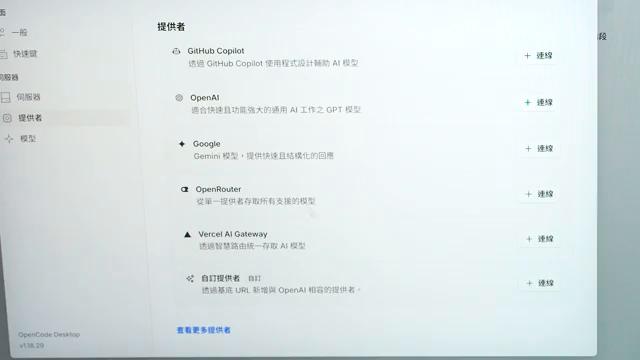 面
提供者
一般
快速鍵
伺服器
伺服器
提供者
模型
GitHub Copilot
透過 GitHub Copilot 使用程式設計輔助 AI 模型
+ 連線
OpenAI
適合快速且功能強大的通用 AI 工作之 GPT 模型
+ 連線
Google
Gemini 模型，提供快速且結構化的回應
+ 連線
OpenRouter
從單一提供者存取所有支援的模型
+ 連線
Vercel AI Gateway
透過智慧路由統一存取 AI 模型
+ 連線
自訂提供者 自訂
透過基底 URL 新增與 OpenAI 相容的提供者。
+ 連線
查看更多提供者
OpenCode Desktop
v1.18.29
段